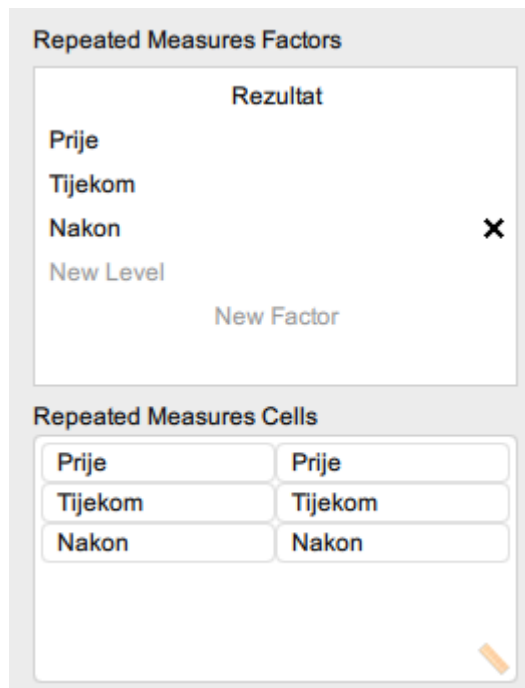 Repeated Measures Factors
Rezultat
Prije
Tijekom
Nakon
New Level
New Factor
Repeated Measures Cells
Prije Prije
Tijekom Tijekom
Nakon Nakon